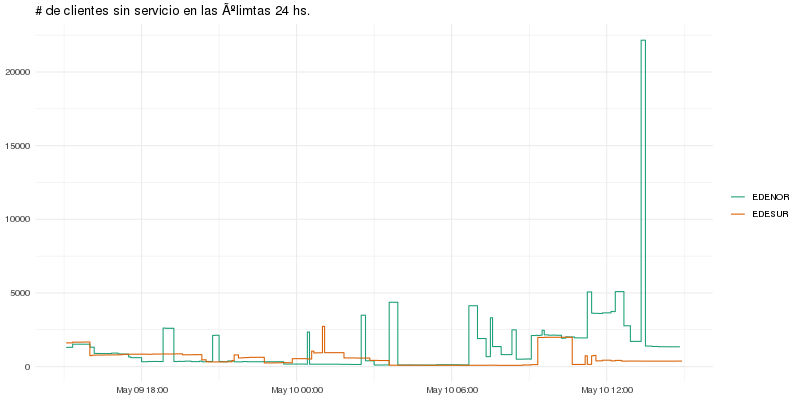 # de clientes sin servicio en las Ãºlimtas 24 hs.
20000
15000
10000
5000
0
May 09 18:00
May 10 00:00
May 10 06:00
May 10 12:00
EDENOR
EDESUR